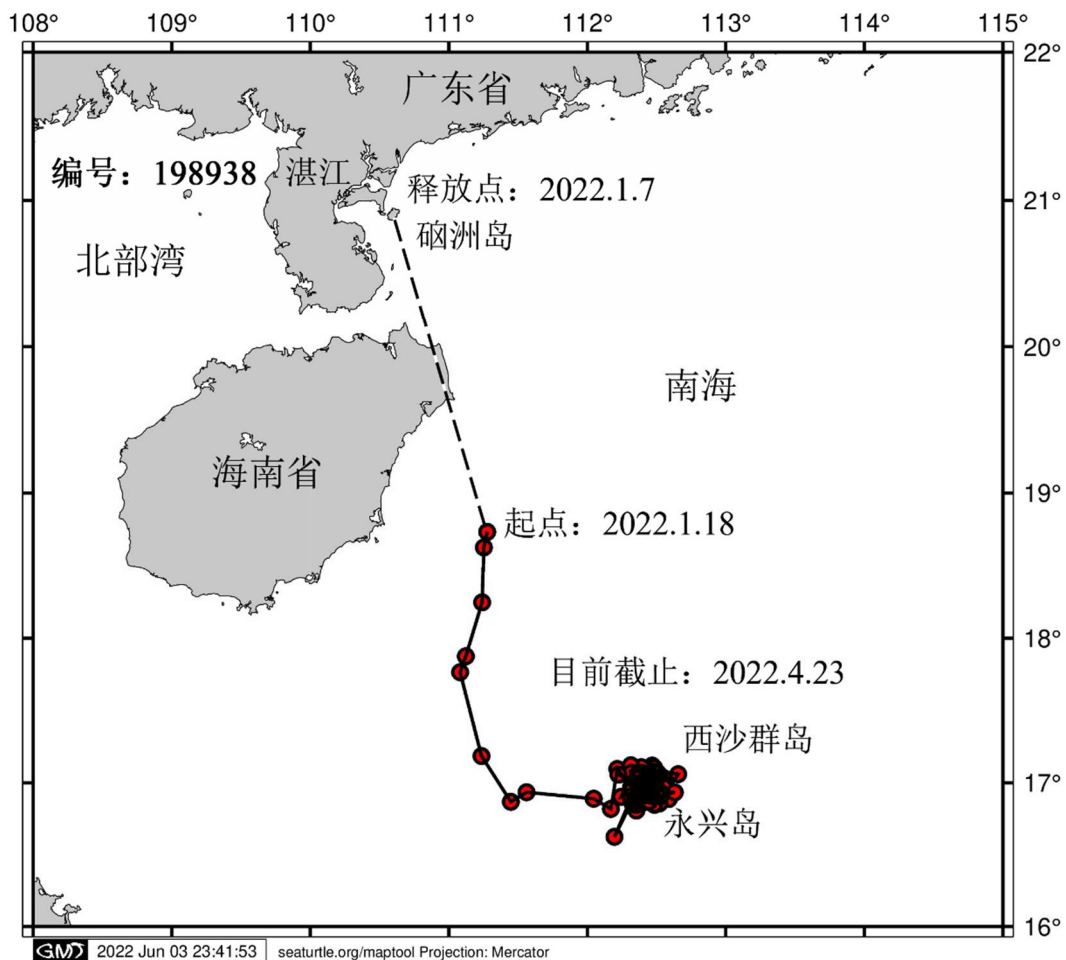 108° 109° 110° 111° 112° 113° 114° 115°
22°
广东省
编号：198938
湛江
释放点：2022.1.7
21°
硇洲岛
北部湾
20°
南海
海南省
19°
起点：2022.1.18
18°
目前截止：2022.4.23
西沙群岛
17°
永兴岛
16°
GMT 2022 Jun 03 23:41:53 seaturtle.org/maptool Projection: Mercator